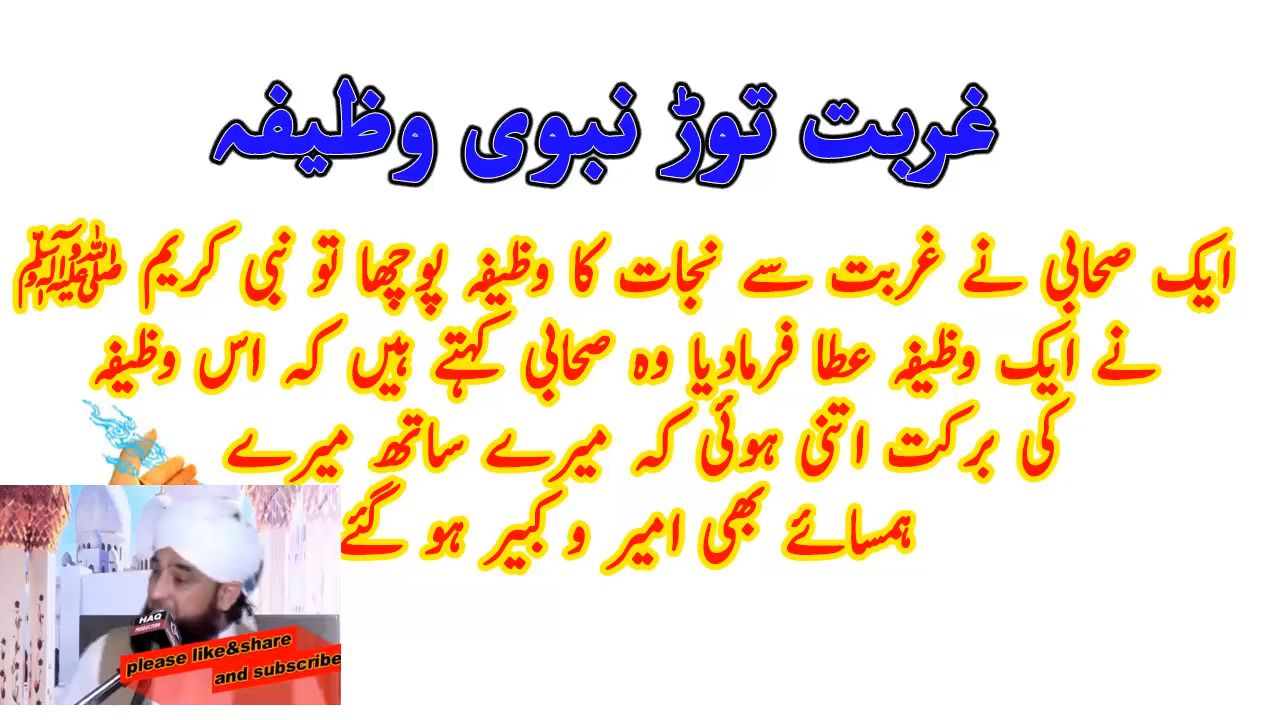 غربت توڑ نبوی وظیفہ
ایک صحابی نے غربت سے نجات کا وظیفہ پوچھا تو نبی کریم ﷺ
نے ایک وظیفہ عطا فرمادیا وہ صحابی کہتے ہیں کہ اس وظیفہ
کی برکت اتنی ہوئی کہ میرے ساتھ میرے
ہمسائے بھی امیر و کبیر ہو گئے
HAQ
PRODUCTION
please like&share
and subscribe